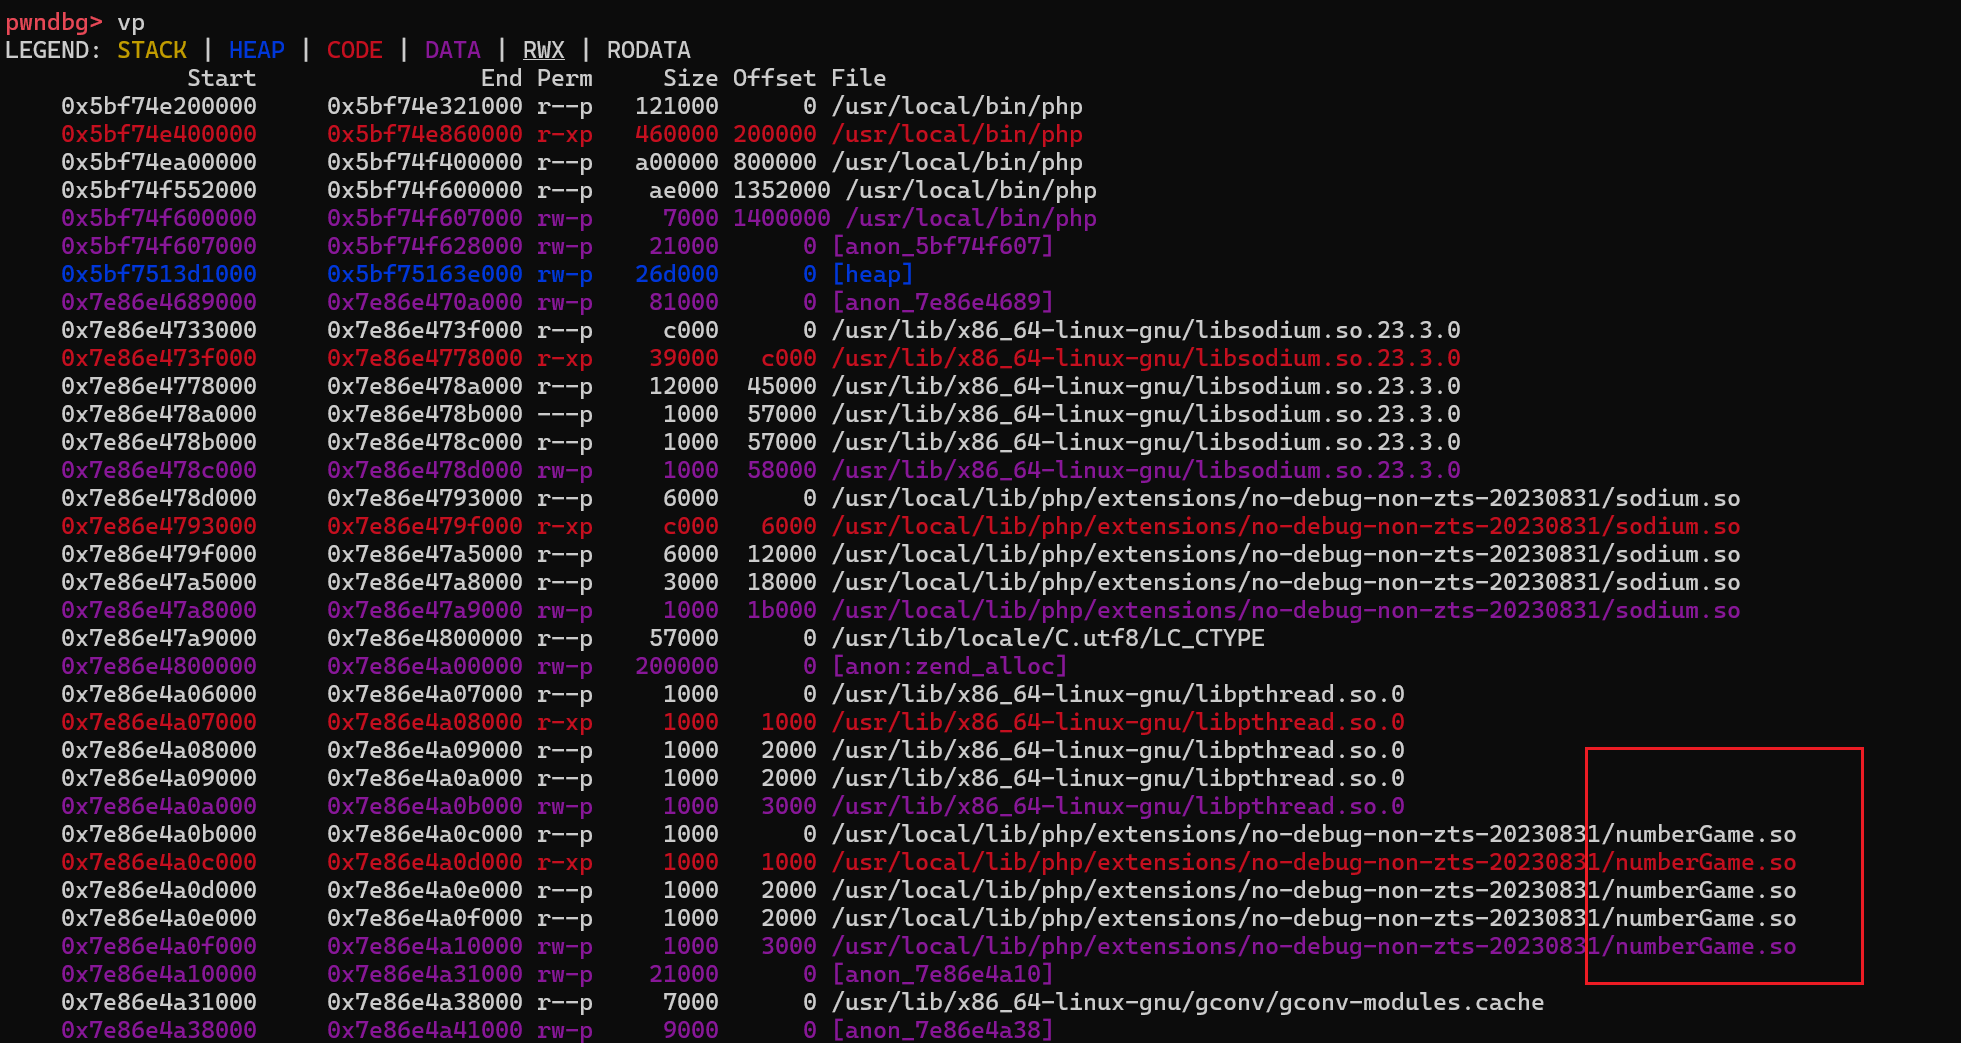 pwndbg> vp
LEGEND: STACK | HEAP | CODE | DATA | RWX | RODATA
Start End Perm Size Offset File
0x5bf74e200000 0x5bf74e321000 r--p 121000 0 /usr/local/bin/php
0x5bf74e400000 0x5bf74e860000 r-xp 460000 200000 /usr/local/bin/php
0x5bf74ea00000 0x5bf74f400000 r--p a00000 800000 /usr/local/bin/php
0x5bf74f552000 0x5bf74f600000 r--p ae000 1352000 /usr/local/bin/php
0x5bf74f600000 0x5bf74f607000 rw-p 7000 1400000 /usr/local/bin/php
0x5bf74f607000 0x5bf74f628000 rw-p 21000 0 [anon_5bf74f607]
0x5bf7513d1000 0x5bf75163e000 rw-p 26d000 0 [heap]
0x7e86e4689000 0x7e86e470a000 rw-p 81000 0 [anon_7e86e4689]
0x7e86e4733000 0x7e86e473f000 r--p c000 0 /usr/lib/x86_64-linux-gnu/libsodium.so.23.3.0
0x7e86e473f000 0x7e86e4778000 r-xp 39000 c000 /usr/lib/x86_64-linux-gnu/libsodium.so.23.3.0
0x7e86e4778000 0x7e86e478a000 r--p 12000 45000 /usr/lib/x86_64-linux-gnu/libsodium.so.23.3.0
0x7e86e478a000 0x7e86e478b000 ---p 1000 57000 /usr/lib/x86_64-linux-gnu/libsodium.so.23.3.0
0x7e86e478b000 0x7e86e478c000 r--p 1000 57000 /usr/lib/x86_64-linux-gnu/libsodium.so.23.3.0
0x7e86e478c000 0x7e86e478d000 rw-p 1000 58000 /usr/lib/x86_64-linux-gnu/libsodium.so.23.3.0
0x7e86e478d000 0x7e86e4793000 r--p 6000 0 /usr/local/lib/php/extensions/no-debug-non-zts-20230831/sodium.so
0x7e86e4793000 0x7e86e479f000 r-xp c000 6000 /usr/local/lib/php/extensions/no-debug-non-zts-20230831/sodium.so
0x7e86e479f000 0x7e86e47a5000 r--p 6000 12000 /usr/local/lib/php/extensions/no-debug-non-zts-20230831/sodium.so
0x7e86e47a5000 0x7e86e47a8000 r--p 3000 18000 /usr/local/lib/php/extensions/no-debug-non-zts-20230831/sodium.so
0x7e86e47a8000 0x7e86e47a9000 rw-p 1000 1b000 /usr/local/lib/php/extensions/no-debug-non-zts-20230831/sodium.so
0x7e86e47a9000 0x7e86e4800000 r--p 57000 0 /usr/lib/locale/C.utf8/LC_CTYPE
0x7e86e4800000 0x7e86e4a00000 rw-p 200000 0 [anon:zend_alloc]
0x7e86e4a06000 0x7e86e4a07000 r--p 1000 0 /usr/lib/x86_64-linux-gnu/libpthread.so.0
0x7e86e4a07000 0x7e86e4a08000 r-xp 1000 1000 /usr/lib/x86_64-linux-gnu/libpthread.so.0
0x7e86e4a08000 0x7e86e4a09000 r--p 1000 2000 /usr/lib/x86_64-linux-gnu/libpthread.so.0
0x7e86e4a09000 0x7e86e4a0a000 r--p 1000 2000 /usr/lib/x86_64-linux-gnu/libpthread.so.0
0x7e86e4a0a000 0x7e86e4a0b000 rw-p 1000 3000 /usr/lib/x86_64-linux-gnu/libpthread.so.0
0x7e86e4a0b000 0x7e86e4a0c000 r--p 1000 0 /usr/local/lib/php/extensions/no-debug-non-zts-20230831/numberGame.so
0x7e86e4a0c000 0x7e86e4a0d000 r-xp 1000 1000 /usr/local/lib/php/extensions/no-debug-non-zts-20230831/numberGame.so
0x7e86e4a0d000 0x7e86e4a0e000 r--p 1000 2000 /usr/local/lib/php/extensions/no-debug-non-zts-20230831/numberGame.so
0x7e86e4a0e000 0x7e86e4a0f000 r--p 1000 2000 /usr/local/lib/php/extensions/no-debug-non-zts-20230831/numberGame.so
0x7e86e4a0f000 0x7e86e4a10000 rw-p 1000 3000 /usr/local/lib/php/extensions/no-debug-non-zts-20230831/numberGame.so
0x7e86e4a10000 0x7e86e4a31000 rw-p 21000 0 [anon_7e86e4a10]
0x7e86e4a31000 0x7e86e4a38000 r--p 7000 0 /usr/lib/x86_64-linux-gnu/gconv/gconv-modules.cache
0x7e86e4a38000 0x7e86e4a41000 rw-p 9000 0 [anon_7e86e4a38]